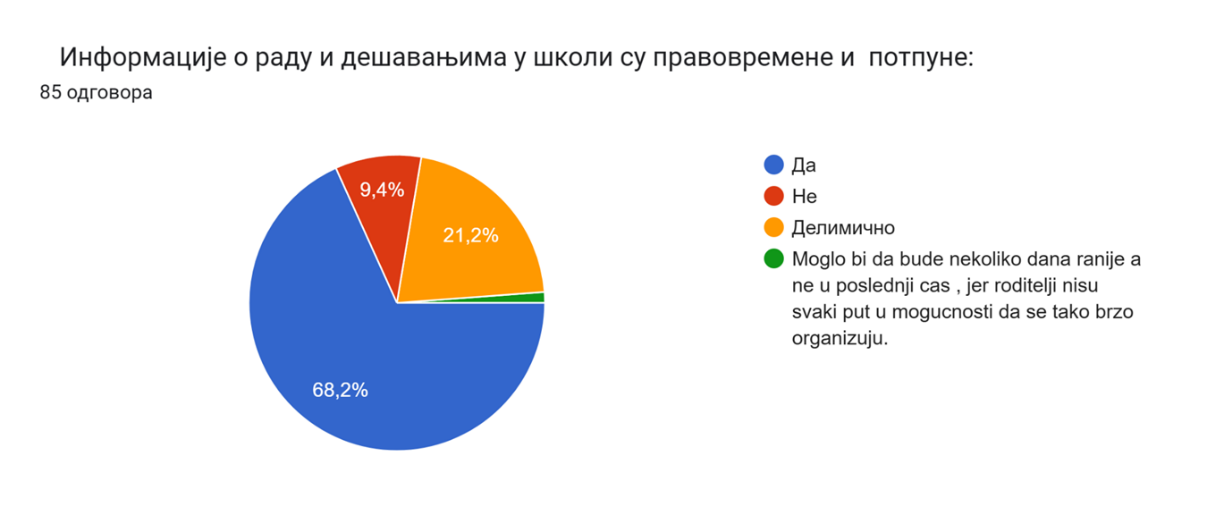 Информације о раду и дешавањима у школи су правовремене и  потпуне:
85 одговора
9,4%
21,2%
68,2%
Да
Не
Делимично
Moglo bi da bude nekoliko dana ranije a
ne u poslednji cas , jer roditelji nisu
svaki put u mogucnosti da se tako brzo
organizuju.